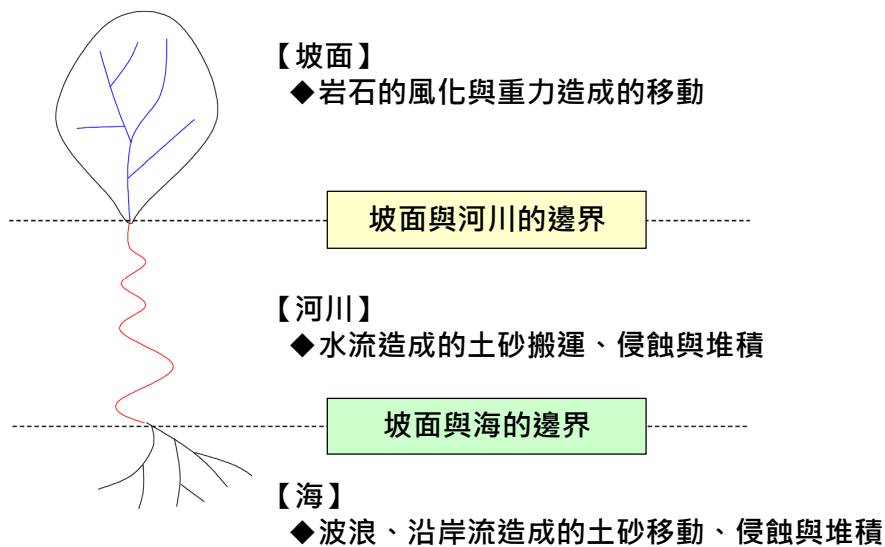 【坡面】
◆岩石的風化與重力造成的移動
坡面與河川的邊界
【河川】
◆水流造成的土砂搬運、侵蝕與堆積
坡面與海的邊界
【海】
◆波浪、沿岸流造成的土砂移動、侵蝕與堆積